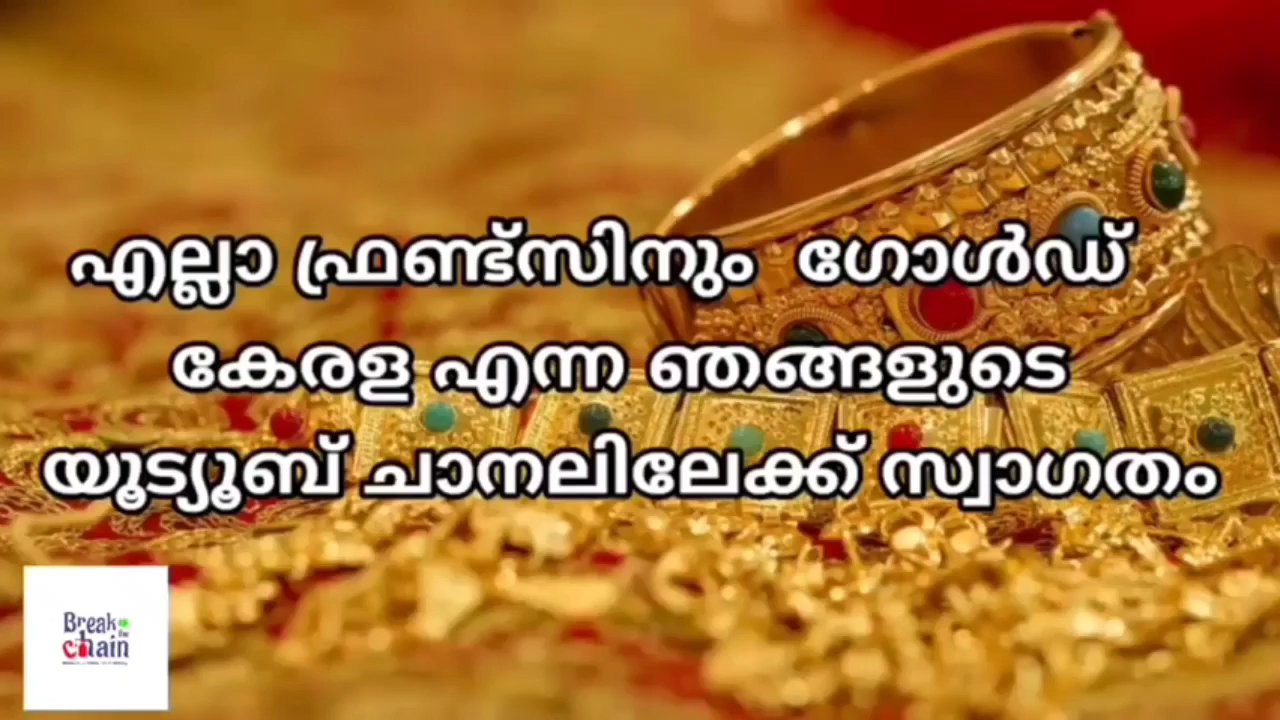 എല്ലാ ഫ്രണ്ട്സിനും ഗോൾഡ്
കേരള എന്ന ഞങ്ങളുടെ
യൂട്യൂബ് ചാനലിലേക്ക് സ്വാഗതം
Break the
chain